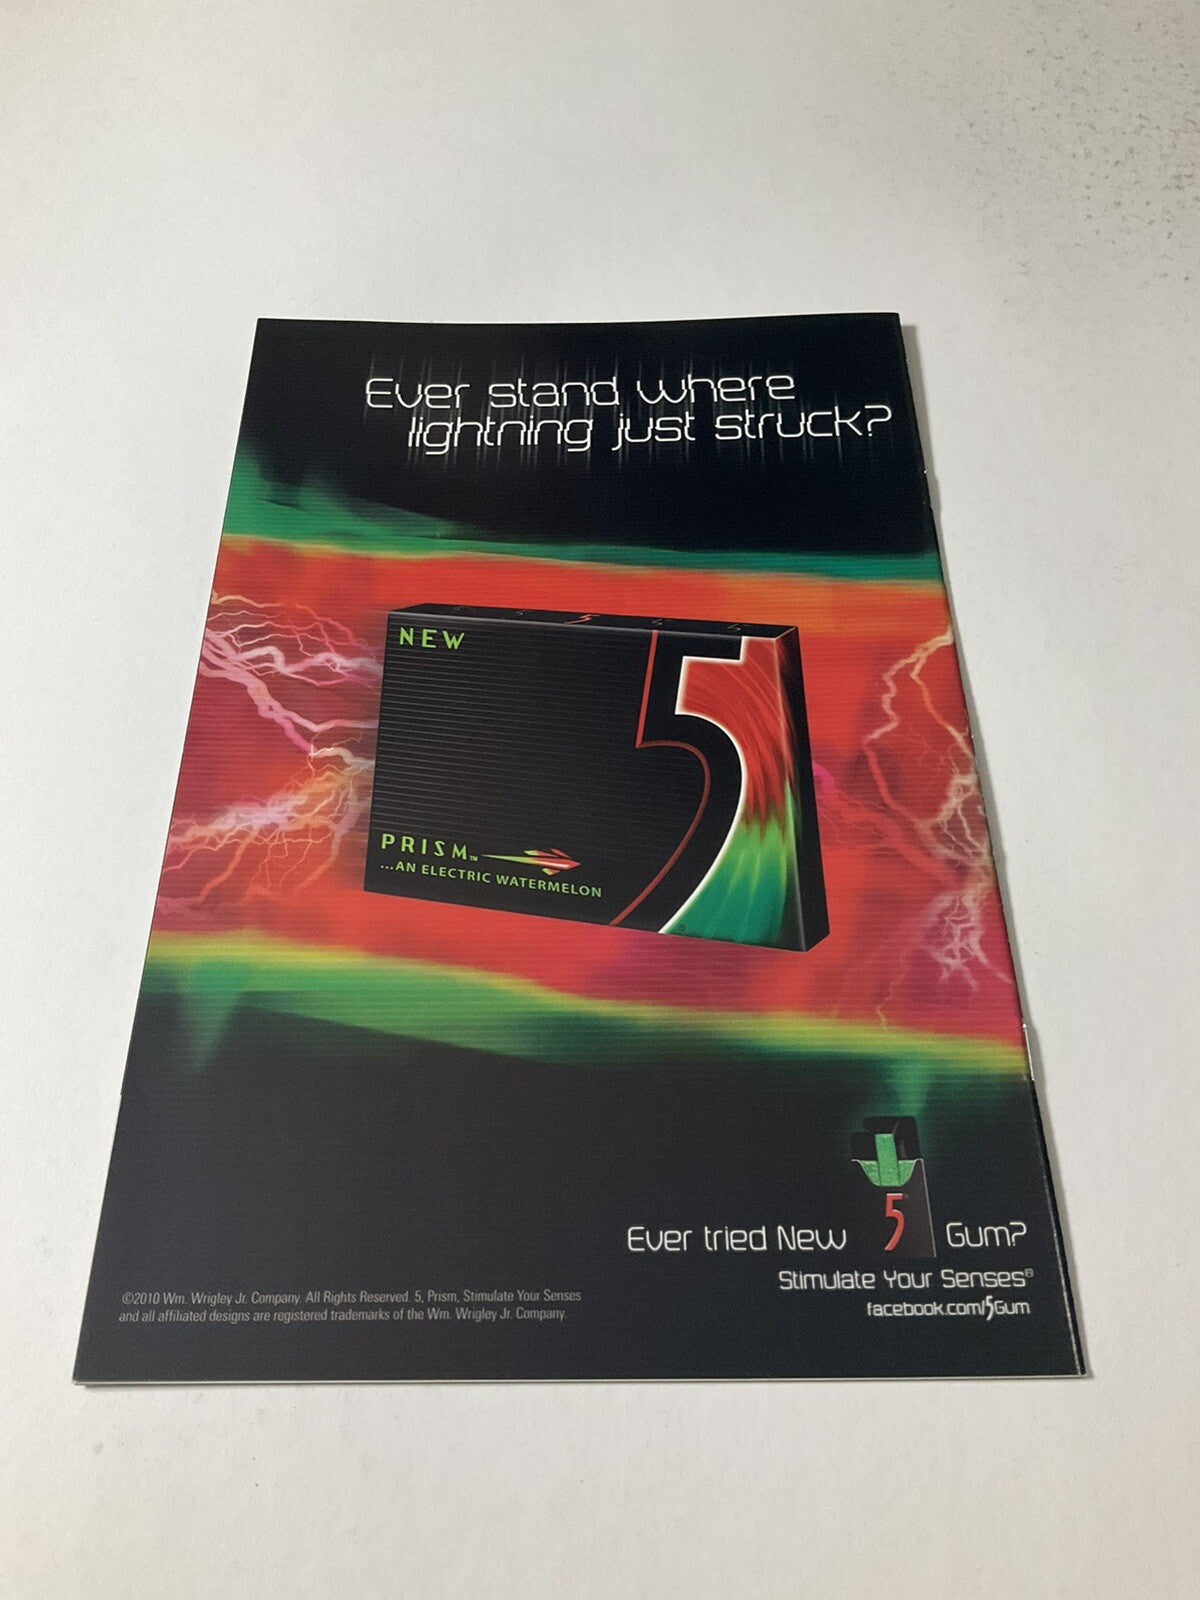 Ever stand where
lightning just struck?
NEW
5
PRISM™
...AN ELECTRIC WATERMELON
5
Ever tried New Gum?
Stimulate Your Senses®
facebook.com/5Gum
©2010 Wm. Wrigley Jr. Company. All Rights Reserved. 5, Prism, Stimulate Your Senses
and all affiliated designs are registered trademarks of the Wm. Wrigley Jr. Company.